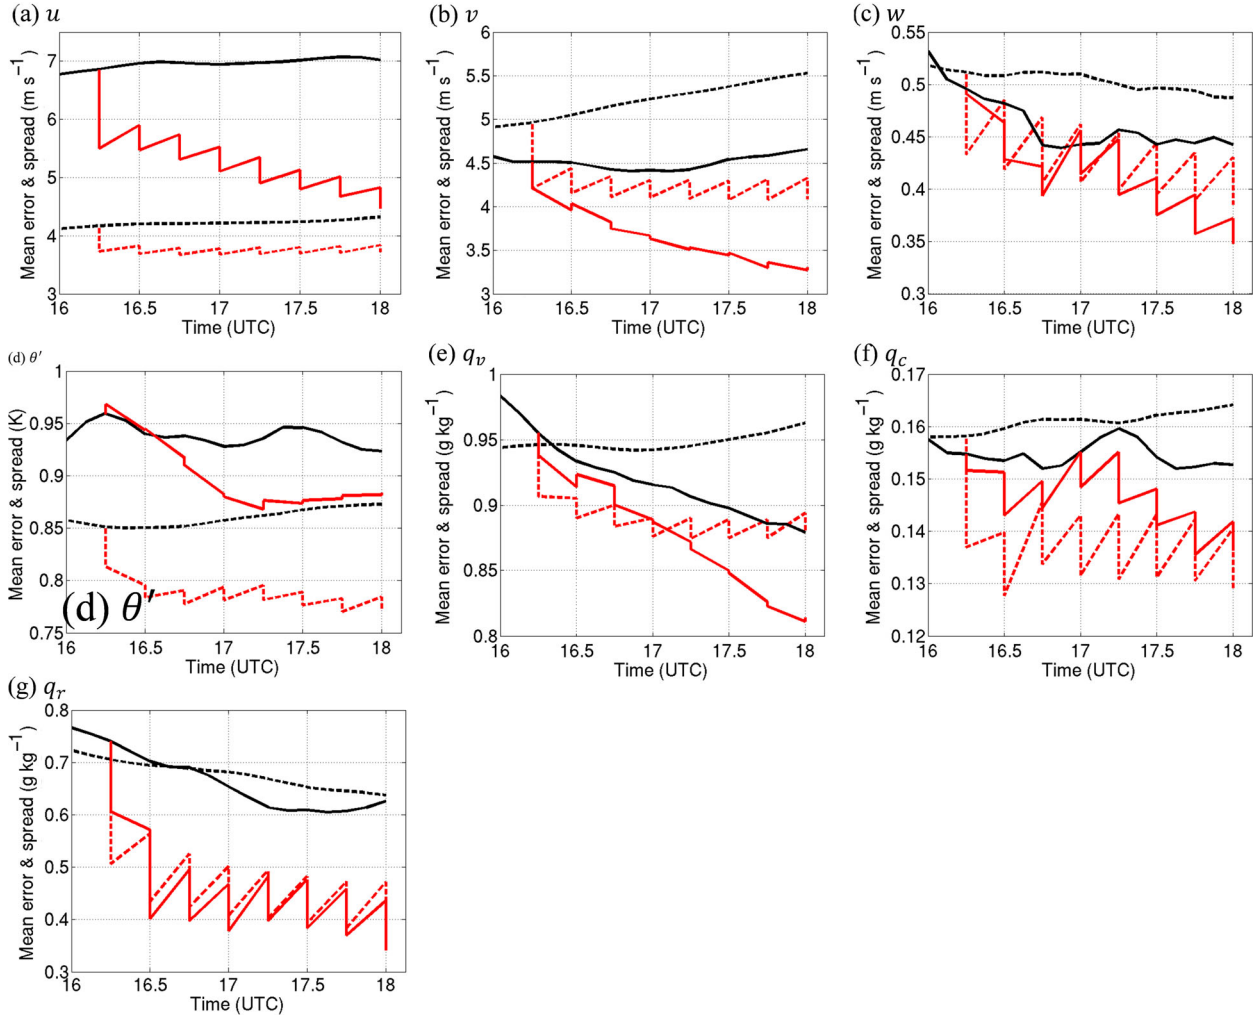 (a) u
Mean error & spread (m s⁻¹)
7
6
5
4
3
16 16.5 17 17.5 18
Time (UTC)
(b) v
Mean error & spread (m s⁻¹)
6
5.5
5
4.5
4
3.5
3
16 16.5 17 17.5 18
Time (UTC)
(c) w
Mean error & spread (m s⁻¹)
0.55
0.5
0.45
0.4
0.35
0.3
16 16.5 17 17.5 18
Time (UTC)
(d) θ′
Mean error & spread (K)
1
0.95
0.9
0.85
0.8
0.75
(d) θ′
16 16.5 17 17.5 18
Time (UTC)
(e) qᵥ
Mean error & spread (g kg⁻¹)
1
0.95
0.9
0.85
0.8
16 16.5 17 17.5 18
Time (UTC)
(f) q_c
Mean error & spread (g kg⁻¹)
0.17
0.16
0.15
0.14
0.13
0.12
16 16.5 17 17.5 18
Time (UTC)
(g) qᵣ
Mean error & spread (g kg⁻¹)
0.8
0.7
0.6
0.5
0.4
0.3
16 16.5 17 17.5 18
Time (UTC)